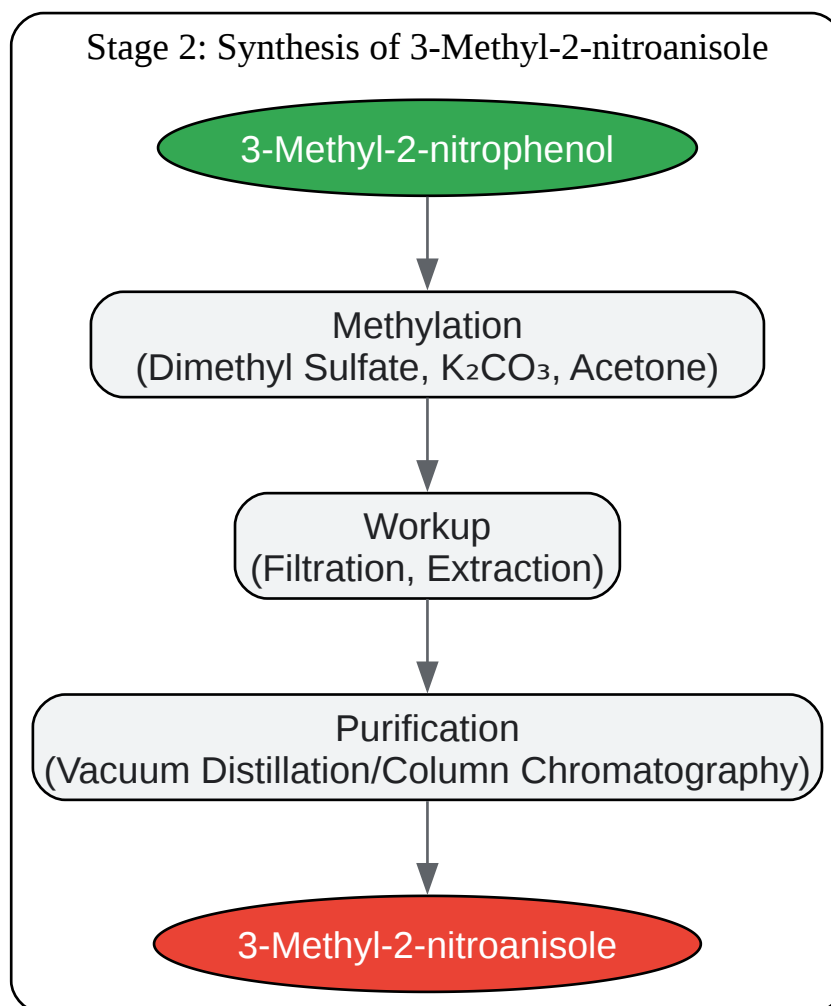 Stage 2: Synthesis of 3-Methyl-2-nitroanisole
3-Methyl-2-nitrophenol
Methylation
(Dimethyl Sulfate, K₂CO₃, Acetone)
Workup
(Filtration, Extraction)
Purification
(Vacuum Distillation/Column Chromatography)
3-Methyl-2-nitroanisole